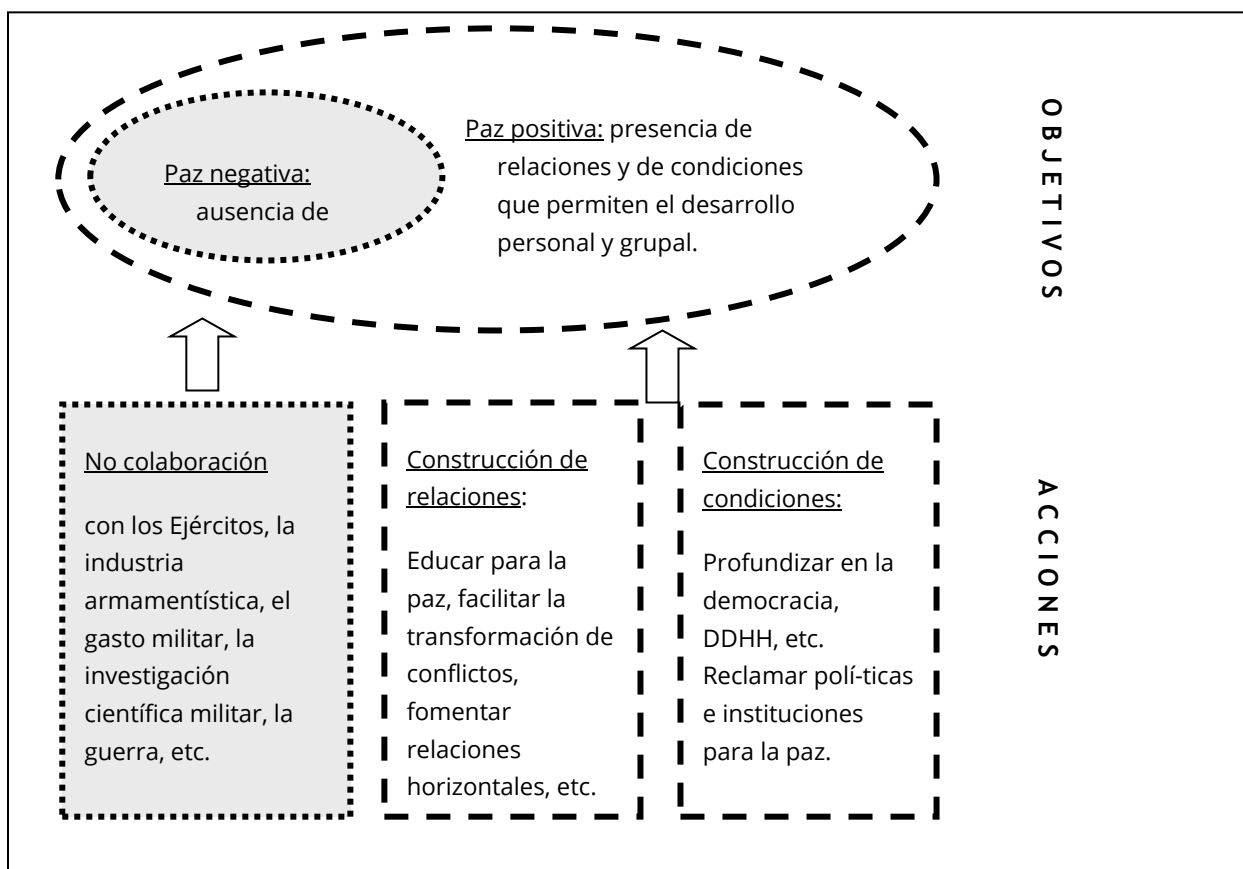 Paz negativa:
ausencia de
Paz positiva: presencia de
relaciones y de condiciones
que permiten el desarrollo
personal y grupal.
OBJETIVOS
No colaboración
con los Ejércitos, la
industria
armamentística, el
gasto militar, la
investigación
científica militar, la
guerra, etc.
Construcción de
relaciones:
Educar para la
paz, facilitar la
transformación de
conflictos,
fomentar
relaciones
horizontales, etc.
Construcción de
condiciones:
Profundizar en la
democracia,
DDHH, etc.
Reclamar polí-ticas
e instituciones
para la paz.
ACCIONES